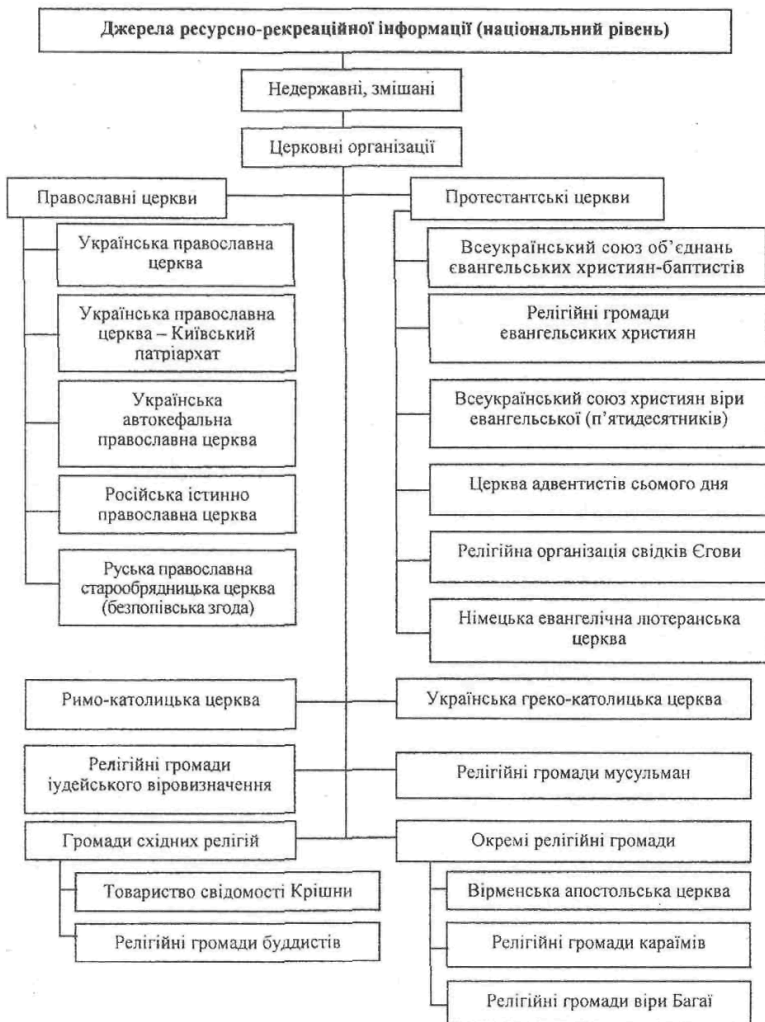 Джерела ресурсно-рекреаційної інформації (національний рівень)
Недержавні, змішані
Церковні організації
Православні церкви
Українська православна
церква
Українська православна
церква – Київський
патріархат
Українська
автокефальна
православна церква
Російська істинно
православна церква
Руська православна
старообрядницька церква
(безпопівська згода)
Протестантські церкви
Всеукраїнський союз об’єднань
євангельських християн-баптистів
Релігійні громади
евангельсиких християн
Всеукраїнський союз християн віри
евангельської (п’ятидесятників)
Церква адвентистів сьомого дня
Релігійна організація свідків Єгови
Німецька евангелічна лютеранська
церква
Римо-католицька церква
Українська греко-католицька церква
Релігійні громади
іудейського віровизначення
Релігійні громади мусульман
Громади східних релігій
Товариство свідомості Крішни
Релігійні громади буддистів
Окремі релігійні громади
Вірменська апостольська церква
Релігійні громади караїмів
Релігійні громади віри Багаї